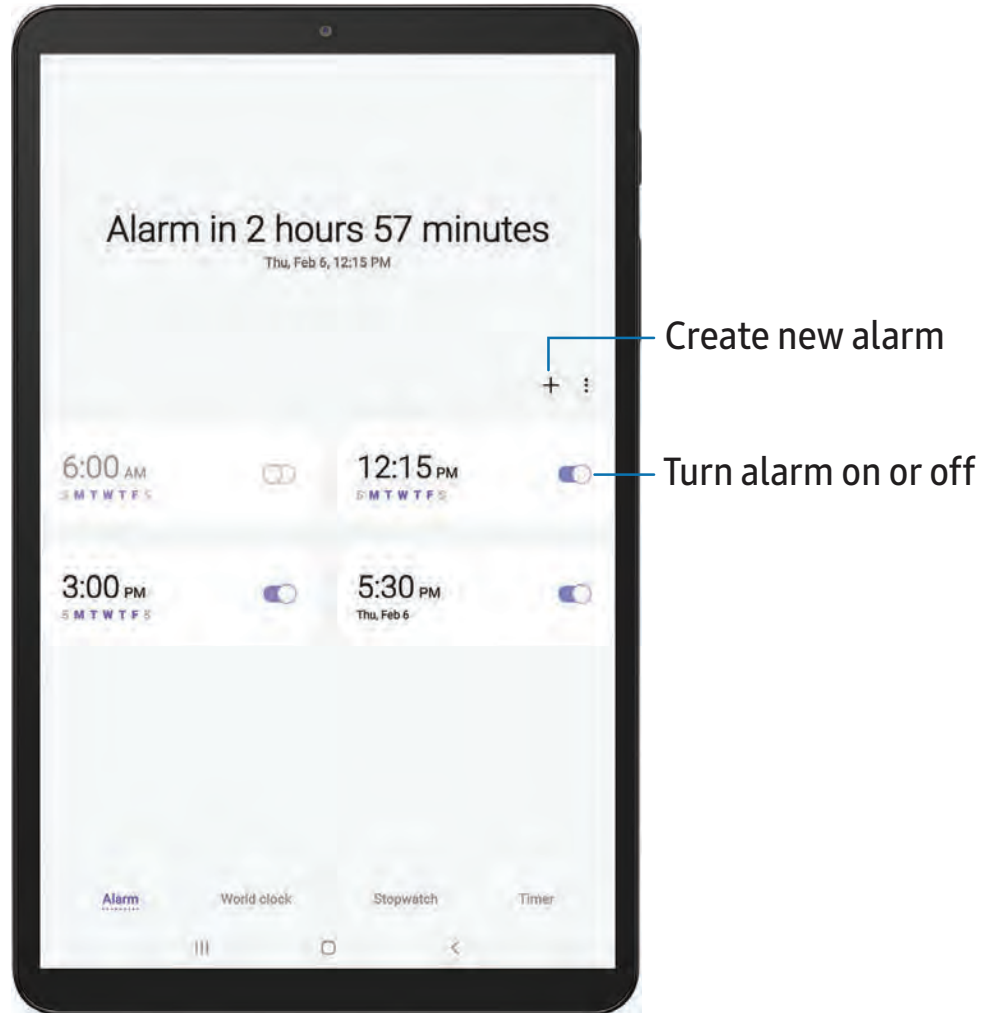 Alarm in 2 hours 57 minutes
Thu, Feb 6, 12:15 PM
Create new alarm
6:00 AM
S M T W T F S
12:15 PM
S M T W T F S
Turn alarm on or off
3:00 PM
S M T W T F S
5:30 PM
Thu, Feb 6
Alarm
World clock
Stopwatch
Timer